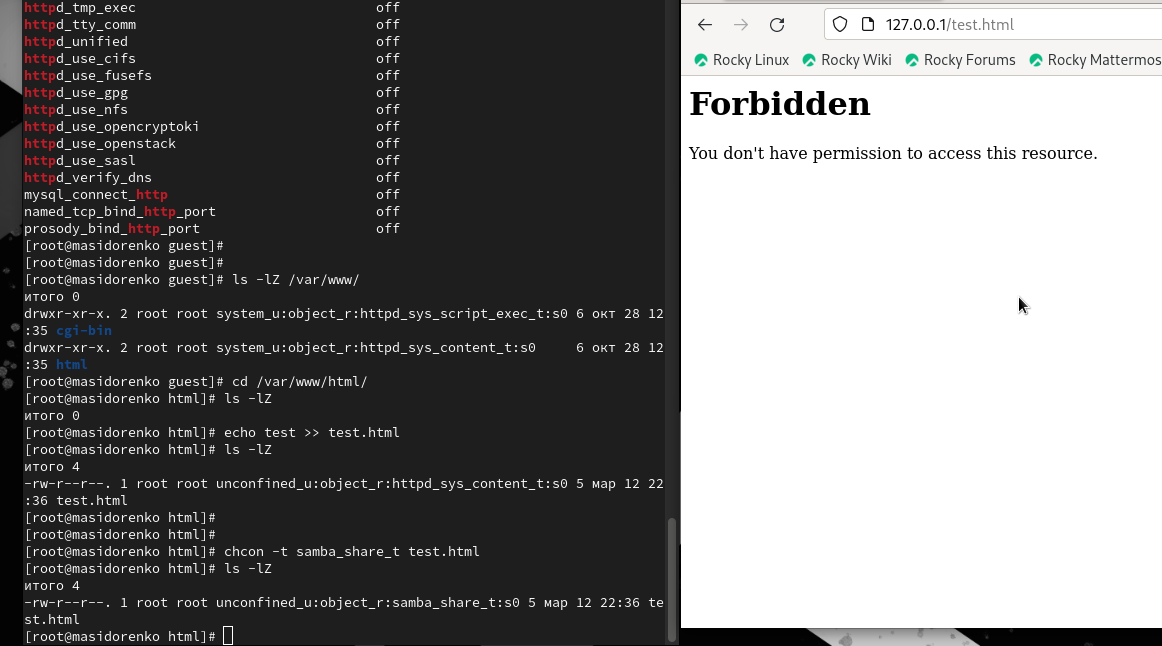 httpd_tmp_exec off
httpd_tty_comm off
httpd_unified off
httpd_use_cifs off
httpd_use_fusefs off
httpd_use_gpg off
httpd_use_nfs off
httpd_use_opencryptoki off
httpd_use_openstack off
httpd_use_sasl off
httpd_verify_dns off
mysql_connect_http off
named_tcp_bind_http_port off
prosody_bind_http_port off
[root@masidorenko guest]#
[root@masidorenko guest]#
[root@masidorenko guest]# ls -lZ /var/www/
итого 0
drwxr-xr-x. 2 root root system_u:object_r:httpd_sys_script_exec_t:s0 6 окт 28 12
:35 cgi-bin
drwxr-xr-x. 2 root root system_u:object_r:httpd_sys_content_t:s0     6 окт 28 12
:35 html
[root@masidorenko guest]# cd /var/www/html/
[root@masidorenko html]# ls -lZ
итого 0
[root@masidorenko html]# echo test >> test.html
[root@masidorenko html]# ls -lZ
итого 4
-rw-r--r--. 1 root root unconfined_u:object_r:httpd_sys_content_t:s0 5 мар 12 22
:36 test.html
[root@masidorenko html]#
[root@masidorenko html]#
[root@masidorenko html]# chcon -t samba_share_t test.html
[root@masidorenko html]# ls -lZ
итого 4
-rw-r--r--. 1 root root unconfined_u:object_r:samba_share_t:s0 5 мар 12 22:36 te
st.html
[root@masidorenko html]#
127.0.0.1/test.html
Rocky Linux Rocky Wiki Rocky Forums Rocky Mattermos
Forbidden
You don't have permission to access this resource.